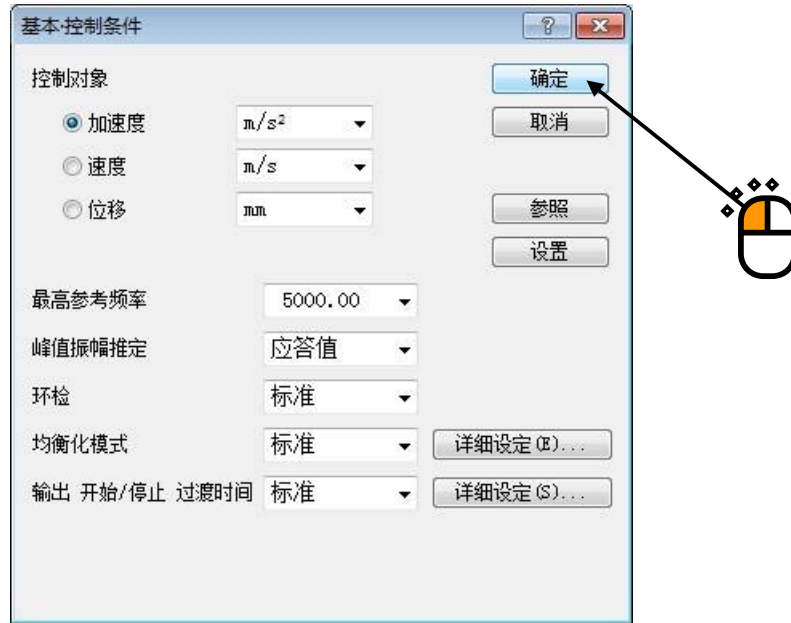 基本·控制条件
控制对象
确定
加速度 m/s²
取消
速度 m/s
位移 mm
参照
设置
最高参考频率 5000.00
峰值振幅推定 应答值
环检 标准
均衡化模式 标准 详细设定(E)...
输出 开始/停止 过渡时间 标准 详细设定(S)...